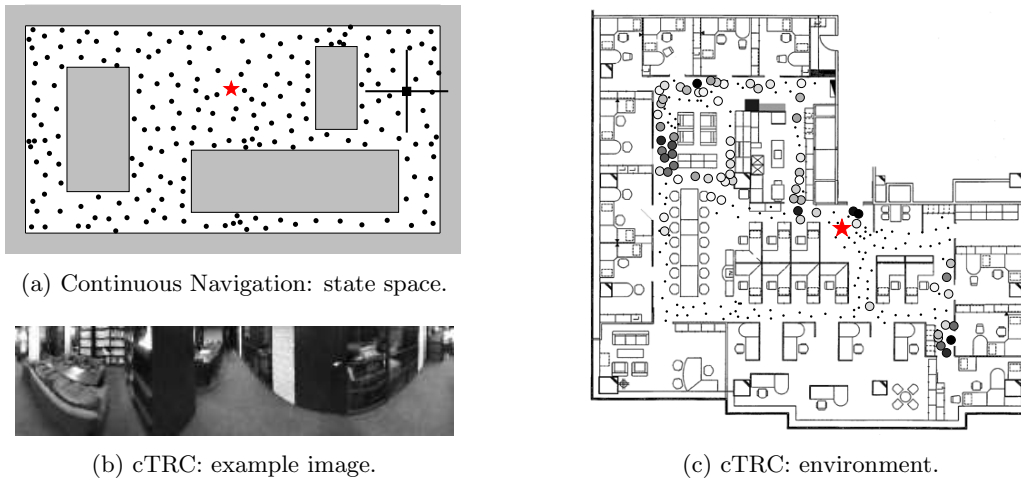 (a) Continuous Navigation: state space.
(b) cTRC: example image.
(c) cTRC: environment.